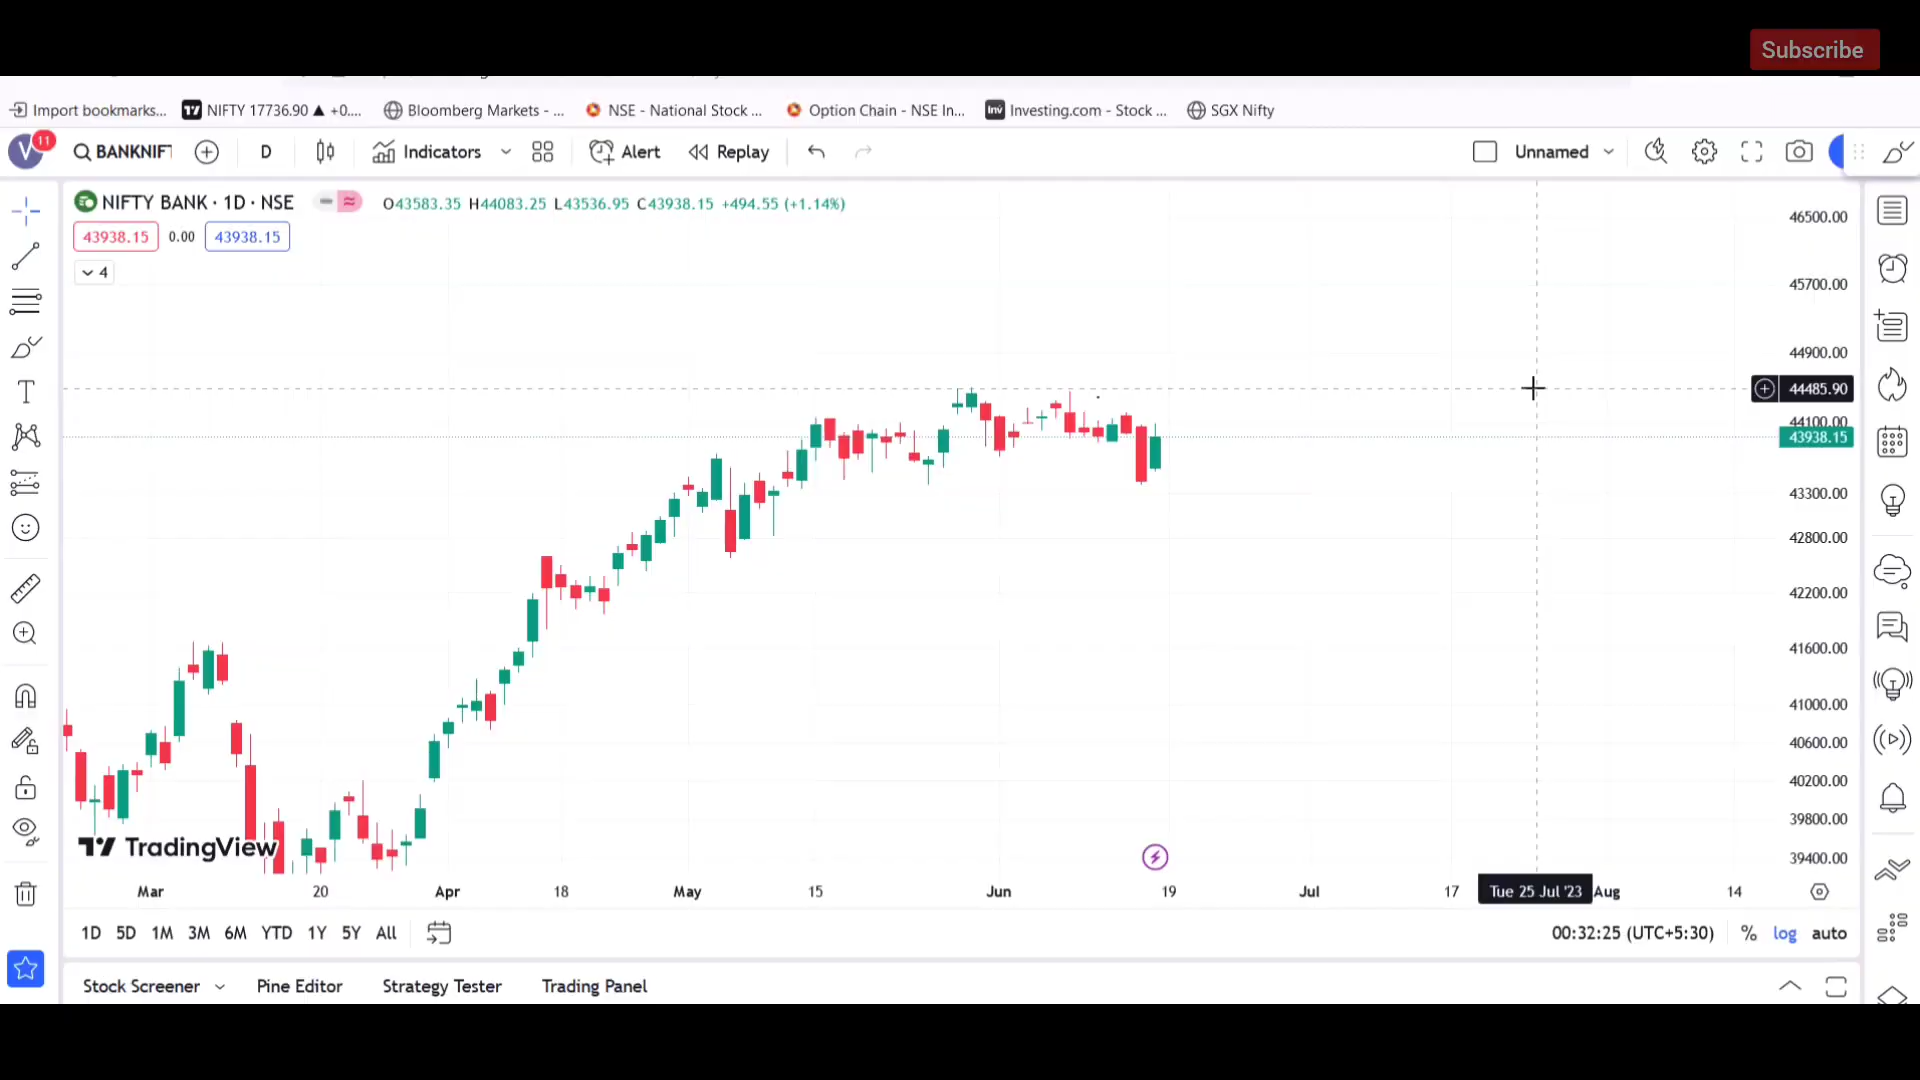 Subscribe
Import bookmarks... NIFTY 17736.90 ▲ +0.... Bloomberg Markets - ... NSE - National Stock ... Option Chain - NSE In... Investing.com - Stock ... SGX Nifty
V 11 BANKNIFT D Indicators Alert Replay Unnamed
NIFTY BANK · 1D · NSE O43583.35 H44083.25 L43536.95 C43938.15 +494.55 (+1.14%)
43938.15 0.00 43938.15
4
46500.00
45700.00
44900.00
44485.90
44100.00
43938.15
43300.00
42800.00
42200.00
41600.00
41000.00
40600.00
40200.00
39800.00
39400.00
TradingView
Mar 20 Apr 18 May 15 Jun 19 Jul 17 Tue 25 Jul '23 Aug 14
1D 5D 1M 3M 6M YTD 1Y 5Y All 00:32:25 (UTC+5:30) % log auto
Stock Screener Pine Editor Strategy Tester Trading Panel